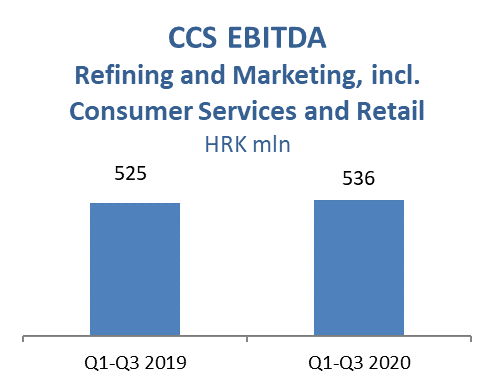 CCS EBITDA
Refining and Marketing, incl.
Consumer Services and Retail
HRK mln
525
536
Q1-Q3 2019
Q1-Q3 2020